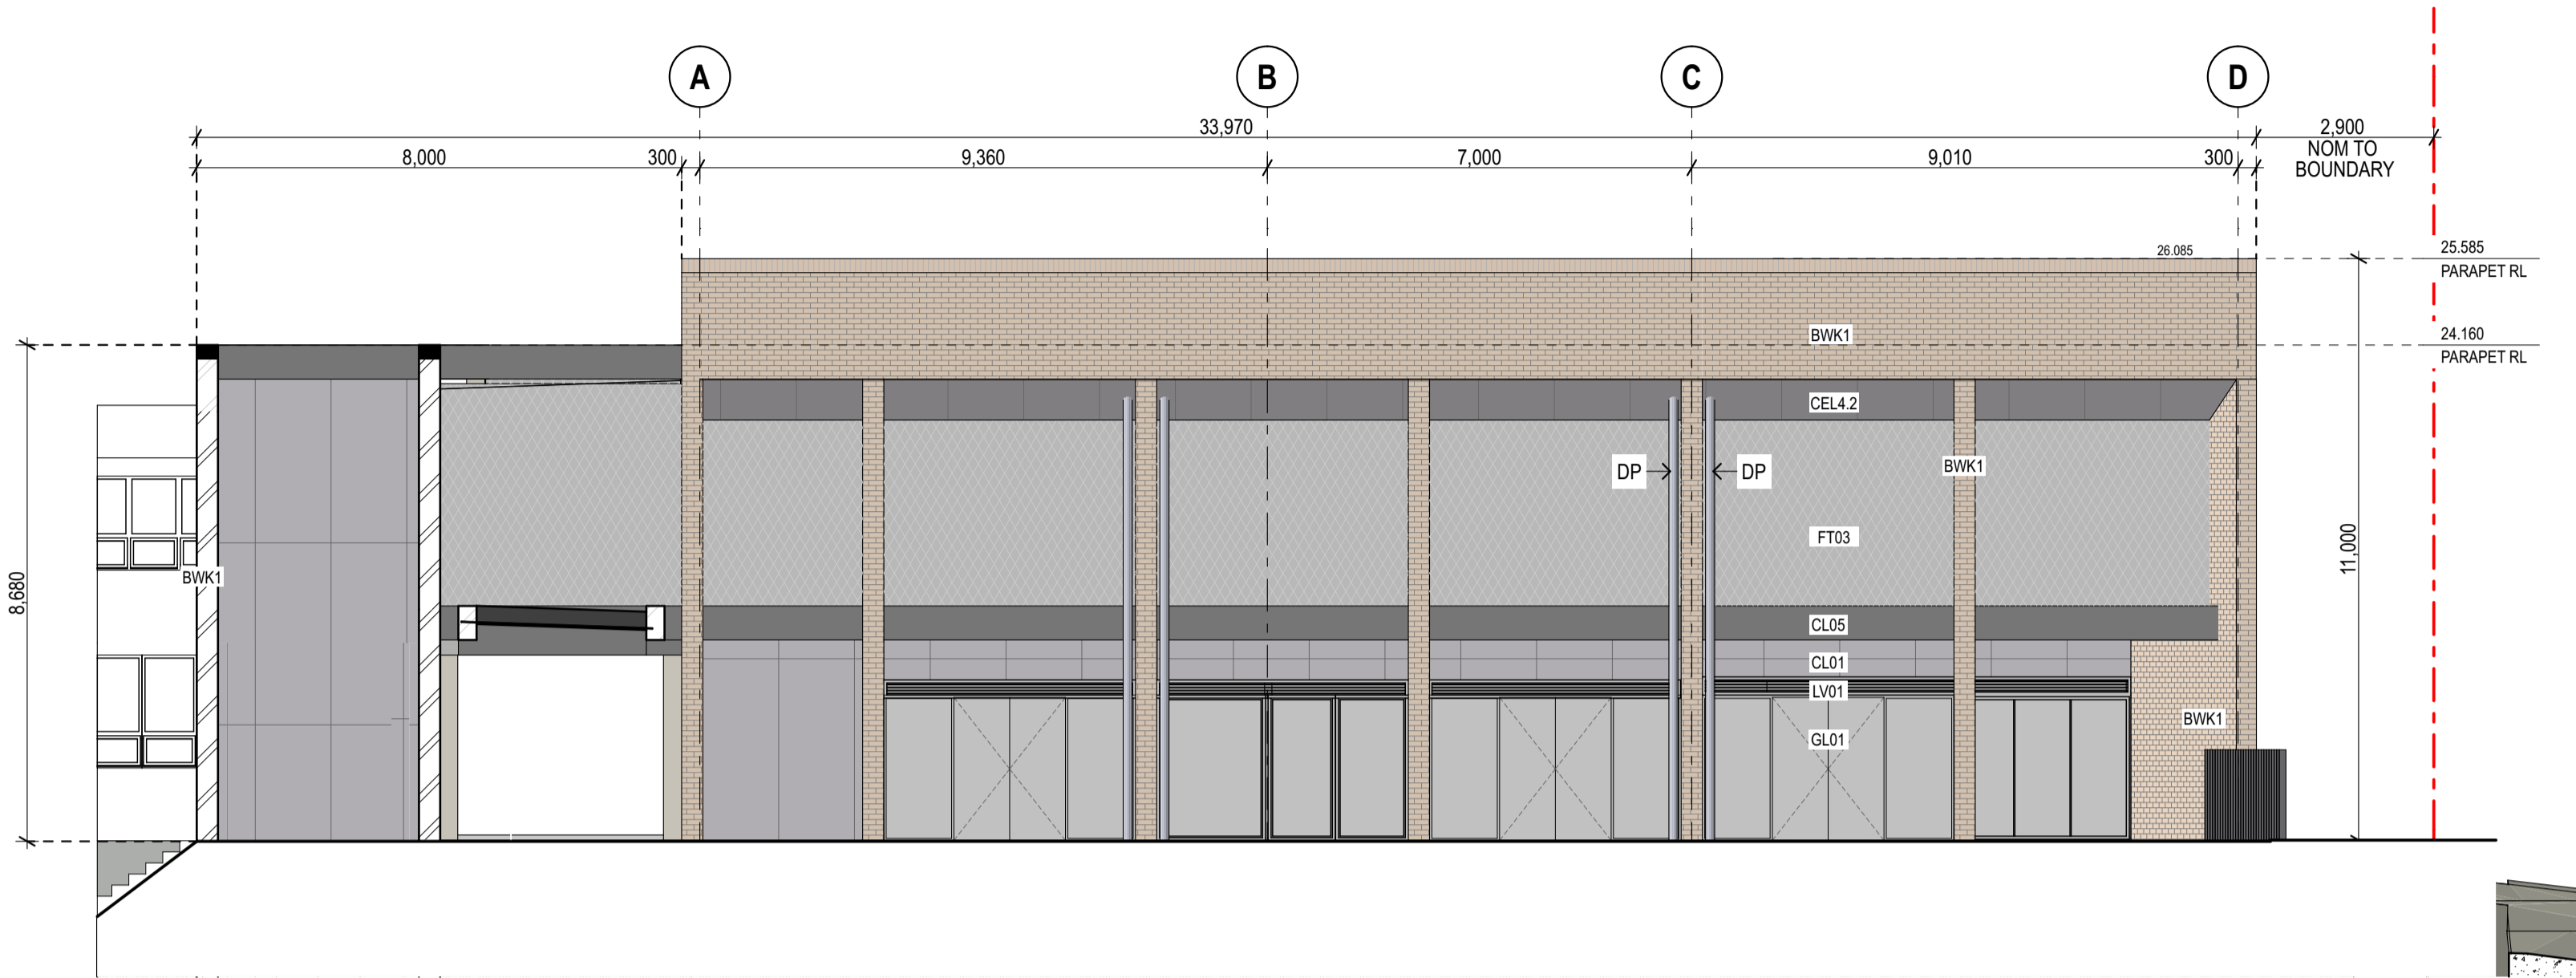 A
B
C
D
33,970
2,900
8,000
300
9,360
7,000
9,010
300
NOM TO
BOUNDARY
26.085
25.585
PARAPET RL
BWK1
24.160
PARAPET RL
CEL4.2
DP
DP
BWK1
FT03
11,000
BWK1
8,680
CL05
CL01
LV01
BWK1
GL01